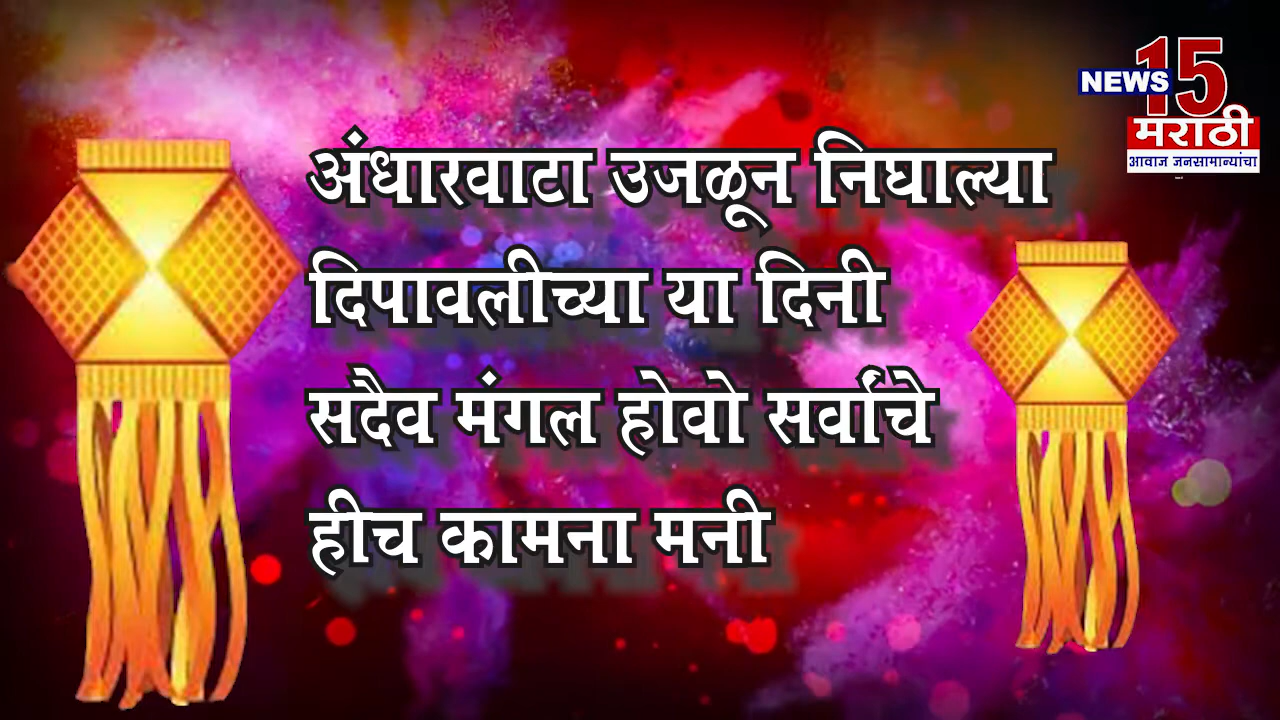 NEWS 15
मराठी
आवाज जनसामान्यांचा
अंधारवाटा उजळून निघाल्या
दिपावलीच्या या दिनी
सदैव मंगल होवो सर्वांचे
हीच कामना मनी